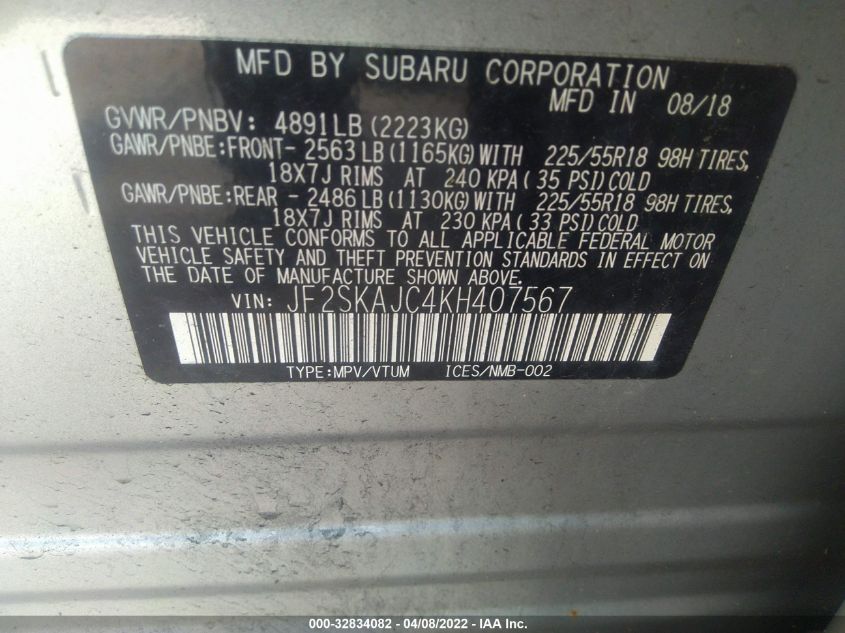 MFD BY SUBARU CORPORATION
MFD IN 08/18
GVWR/PNBV: 4891LB (2223KG)
GAWR/PNBE:FRONT- 2563 LB (1165KG) WITH 225/55R18 98H TIRES,
18X7J RIMS AT 240 KPA ( 35 PSI) COLD
GAWR/PNBE:REAR - 2486 LB (1130KG) WITH 225/55R18 98H TIRES,
18X7J RIMS AT 230 KPA ( 33 PSI) COLD
THIS VEHICLE CONFORMS TO ALL APPLICABLE FEDERAL MOTOR
VEHICLE SAFETY AND THEFT PREVENTION STANDARDS IN EFFECT ON
THE DATE OF MANUFACTURE SHOWN ABOVE.
VIN: JF2SKAJC4KH407567
TYPE:MPV/VTUM ICES/NMB-002
000-32834082 - 04/08/2022 - IAA Inc.